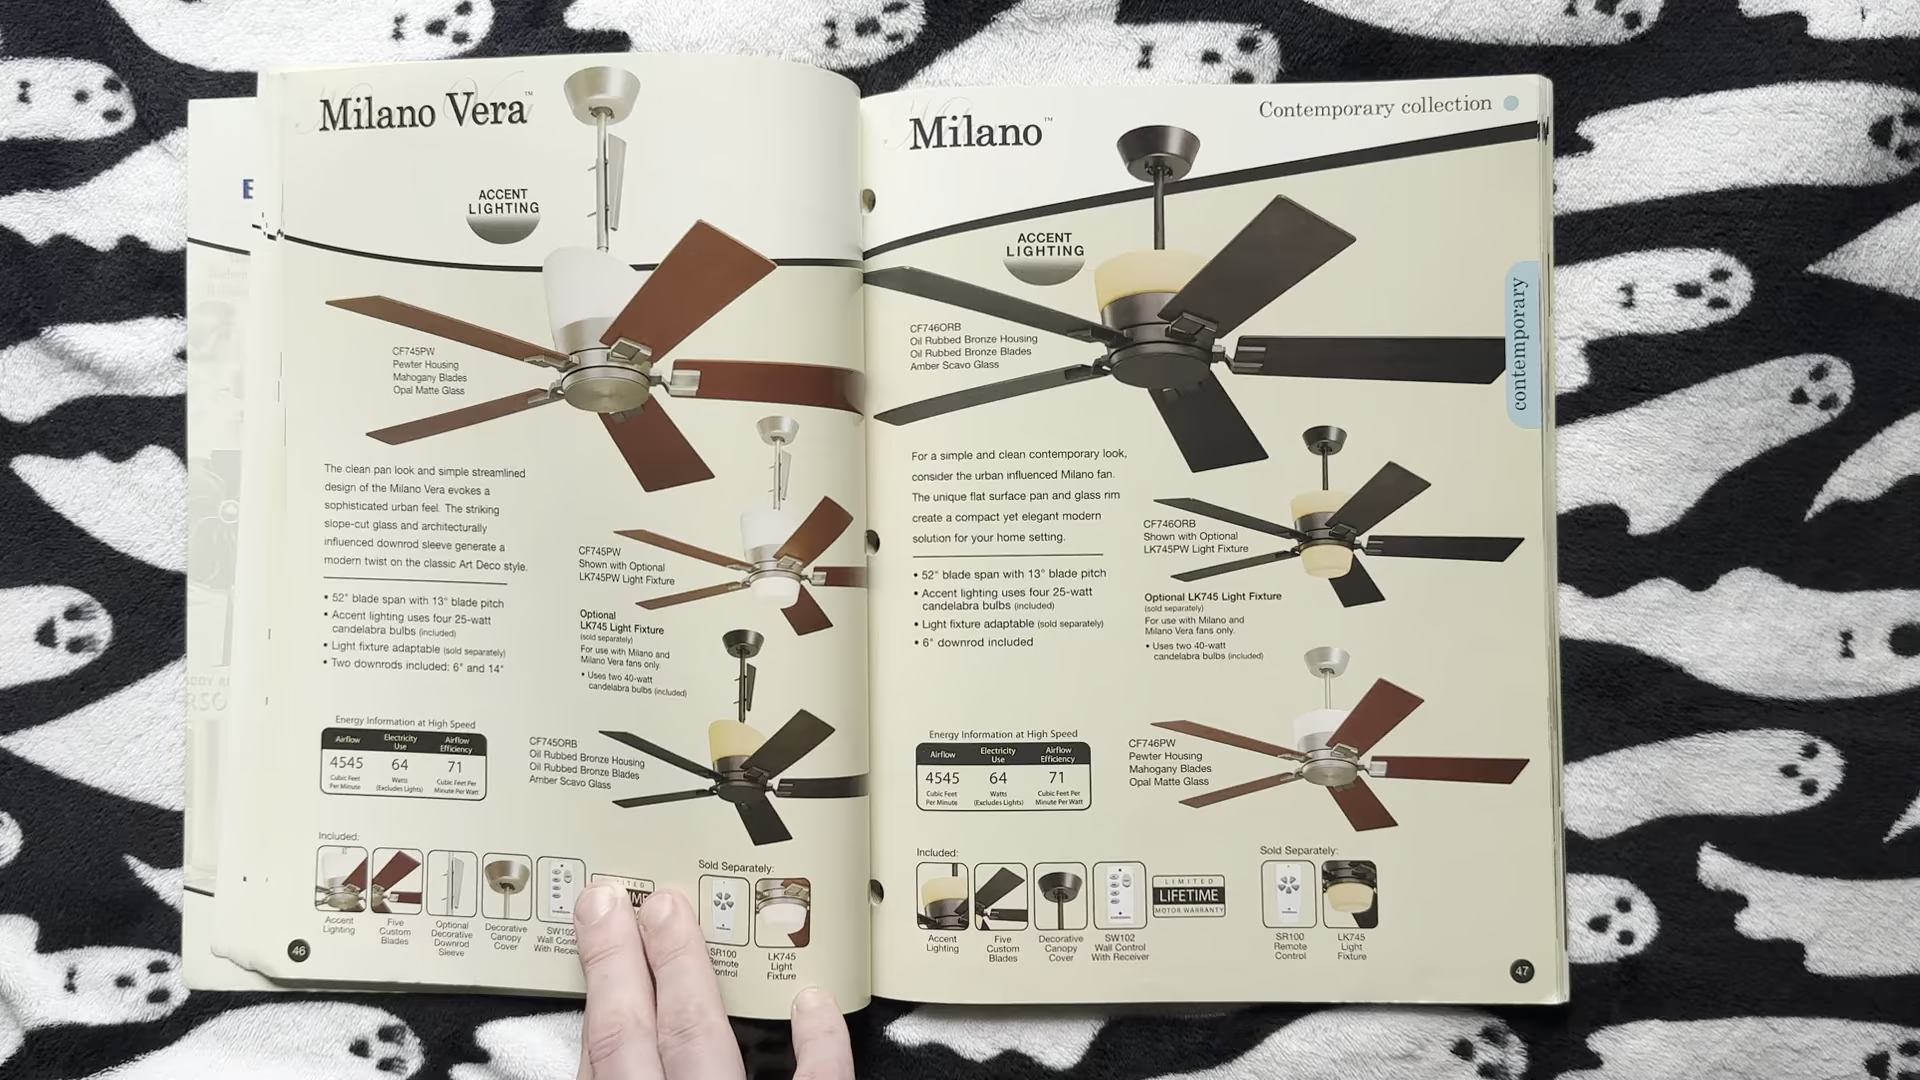 Milano Vera™
ACCENT
LIGHTING
CF745PW
Pewter Housing
Mahogany Blades
Opal Matte Glass
The clean pan look and simple streamlined
design of the Milano Vera evokes a
sophisticated urban feel. The striking
slope-cut glass and architecturally
influenced downrod sleeve generate a
modern twist on the classic Art Deco style.
• 52" blade span with 13° blade pitch
• Accent lighting uses four 25-watt
candelabra bulbs (included)
• Light fixture adaptable (sold separately)
• Two downrods included: 6" and 14"
CF745PW
Shown with Optional
LK745PW Light Fixture
Optional
LK745 Light Fixture
(sold separately)
For use with Milano and
Milano Vera fans only.
• Uses two 40-watt
candelabra bulbs (included)
Energy Information at High Speed
Airflow
Electricity
Use
Airflow
Efficiency
4545
64
71
Cubic Feet
Per Minute
Watts
(Excludes Lights)
Cubic Feet Per
Minute Per Watt
CF745ORB
Oil Rubbed Bronze Housing
Oil Rubbed Bronze Blades
Amber Scavo Glass
Included:
Accent
Lighting
Five
Custom
Blades
Optional
Decorative
Downrod
Sleeve
Decorative
Canopy
Cover
SW102
Wall
With
Sold Separately:
SR100
LK745
Light
Fixture
46
Milano™
Contemporary collection
ACCENT
LIGHTING
contemporary
CF746ORB
Oil Rubbed Bronze Housing
Oil Rubbed Bronze Blades
Amber Scavo Glass
For a simple and clean contemporary look,
consider the urban influenced Milano fan.
The unique flat surface pan and glass rim
create a compact yet elegant modern
solution for your home setting.
• 52" blade span with 13° blade pitch
• Accent lighting uses four 25-watt
candelabra bulbs (included)
• Light fixture adaptable (sold separately)
• 6" downrod included
CF746ORB
Shown with Optional
LK745PW Light Fixture
Optional LK745 Light Fixture
(sold separately)
For use with Milano and
Milano Vera fans only.
• Uses two 40-watt
candelabra bulbs (included)
Energy Information at High Speed
Airflow
Electricity
Use
Airflow
Efficiency
4545
64
71
Cubic Feet
Per Minute
Watts
(Excludes Lights)
Cubic Feet Per
Minute Per Watt
CF746PW
Pewter Housing
Mahogany Blades
Opal Matte Glass
Included:
Accent
Lighting
Five
Custom
Blades
Decorative
Canopy
Cover
SW102
Wall Control
With Receiver
LIMITED
LIFETIME
MOTOR WARRANTY
Sold Separately:
SR100
Remote
Control
LK745
Light
Fixture
47